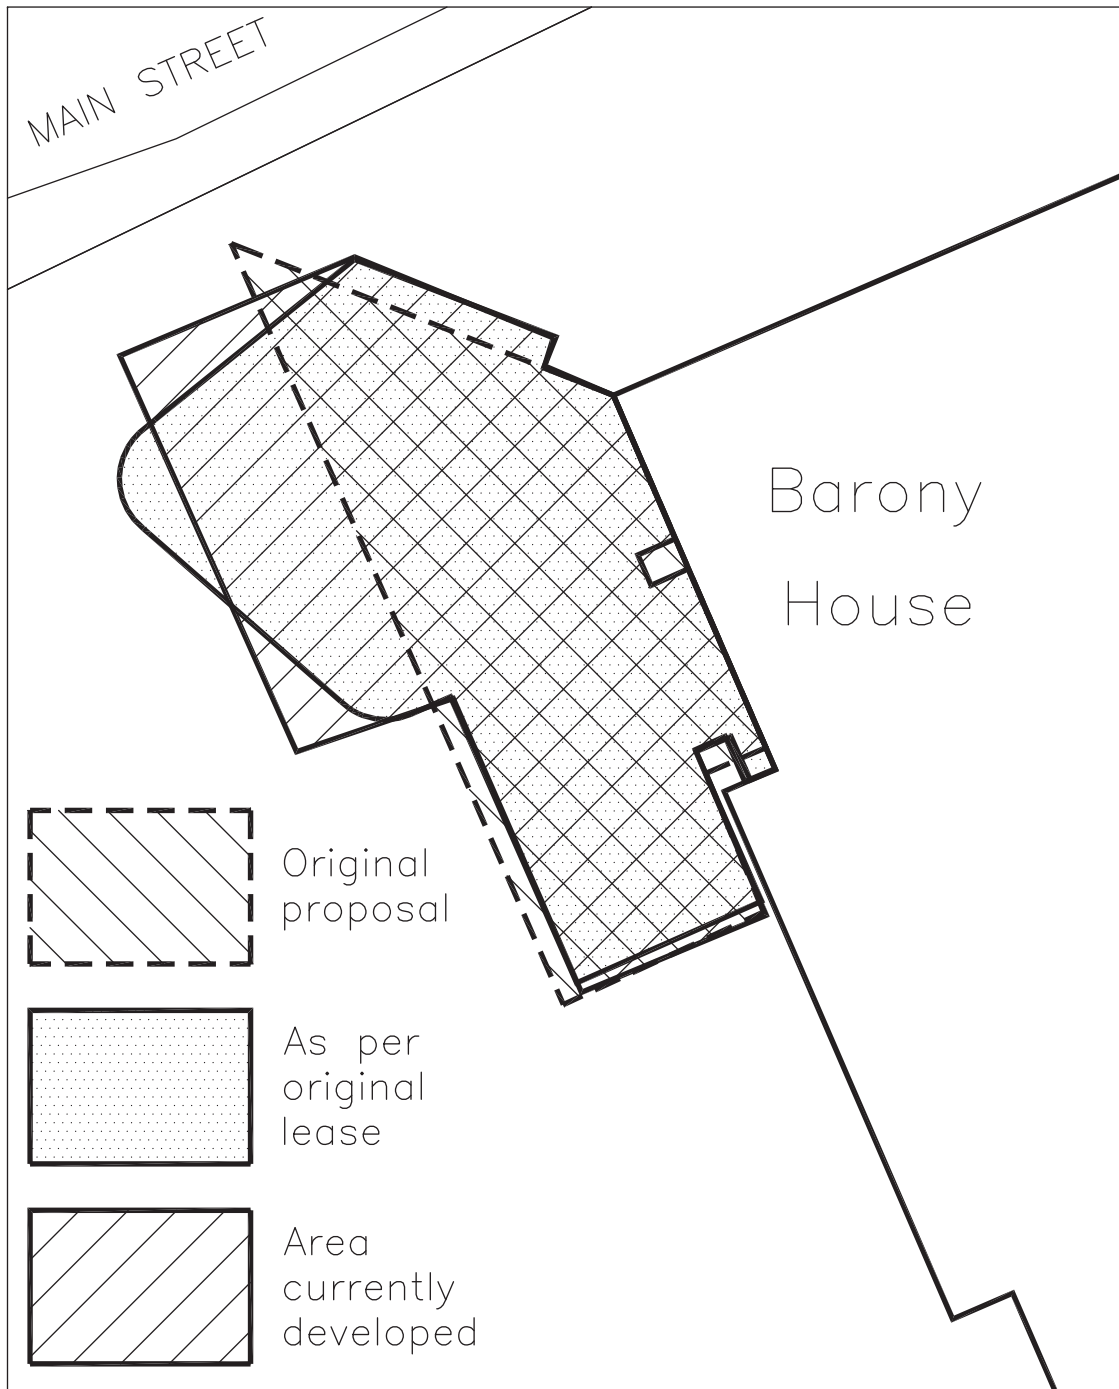 MAIN STREET
Barony
House
Original
proposal
As per
original
lease
Area
currently
developed